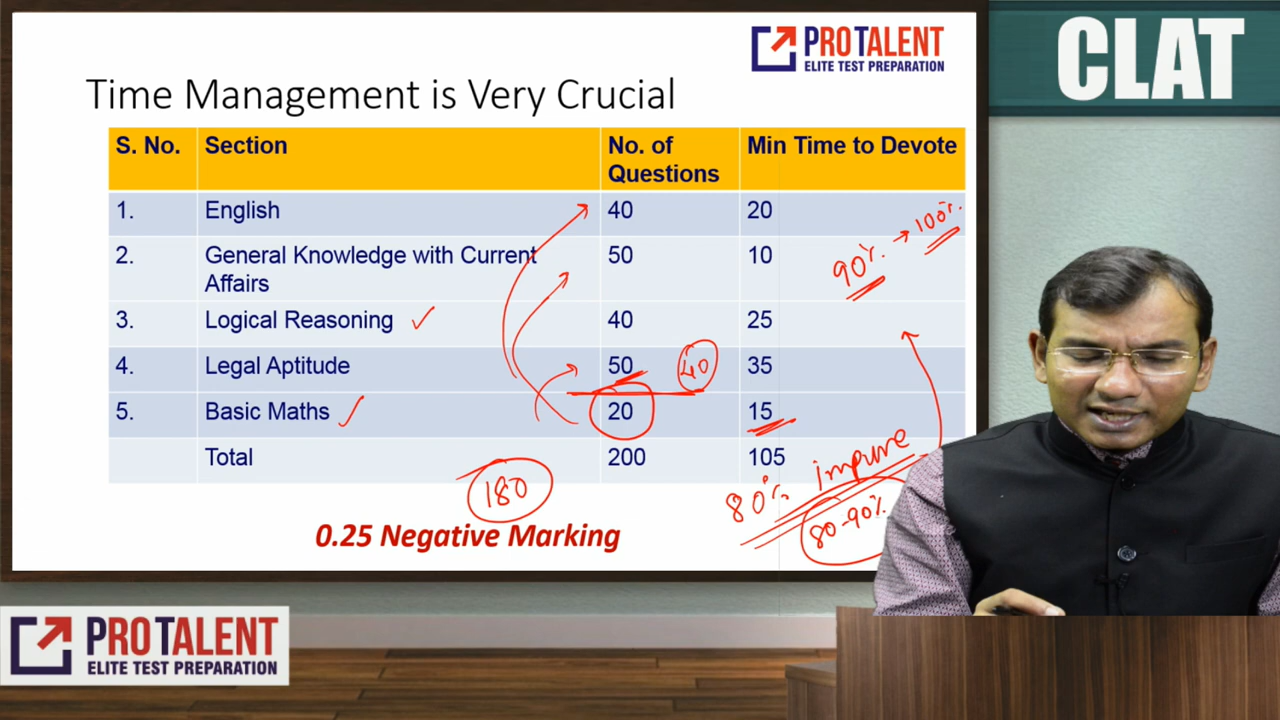 PROTALENT
ELITE TEST PREPARATION
CLAT
Time Management is Very Crucial
S. No. Section No. of Questions Min Time to Devote
1. English 40 20
100%.
2. General Knowledge with Current Affairs 50 10
90%. →
3. Logical Reasoning ✓ 40 25
4. Legal Aptitude 50 40 35
5. Basic Maths ✓ 20 15
Total 200 105
impure
180
80%
80-90%
0.25 Negative Marking
PROTALENT
ELITE TEST PREPARATION